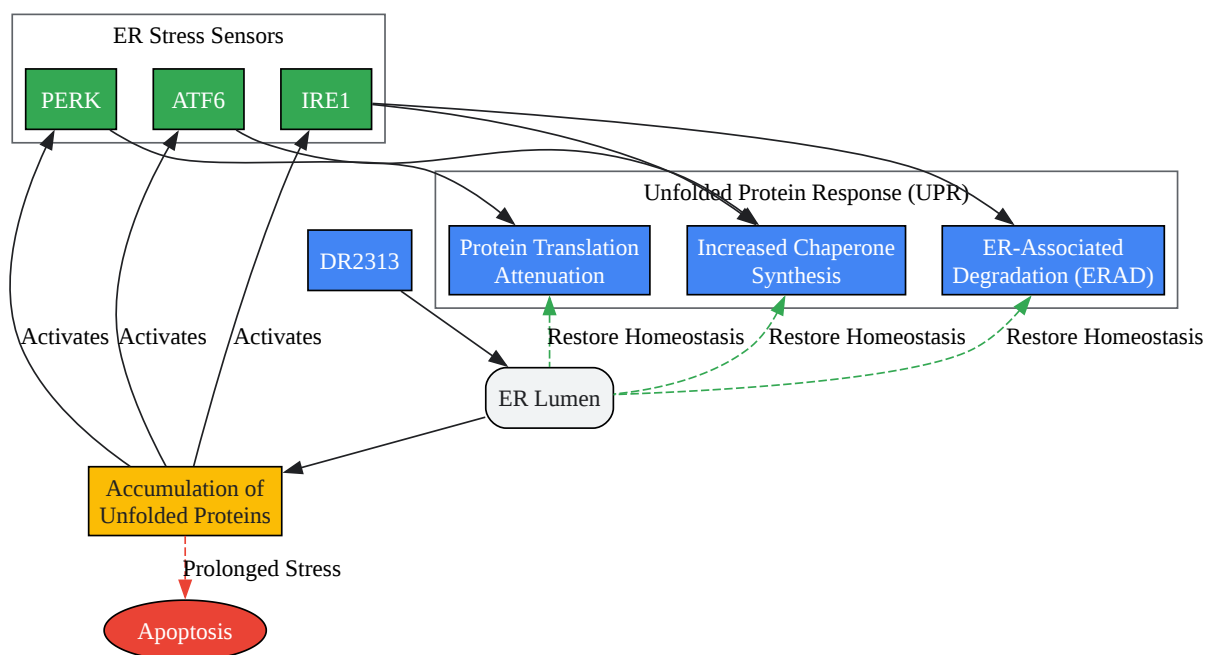 ER Stress Sensors
PERK
ATF6
IRE1
Unfolded Protein Response (UPR)
DR2313
Protein Translation
Attenuation
Increased Chaperone
Synthesis
ER-Associated
Degradation (ERAD)
Activates
Activates
Activates
Restore Homeostasis
Restore Homeostasis
Restore Homeostasis
ER Lumen
Accumulation of
Unfolded Proteins
Prolonged Stress
Apoptosis